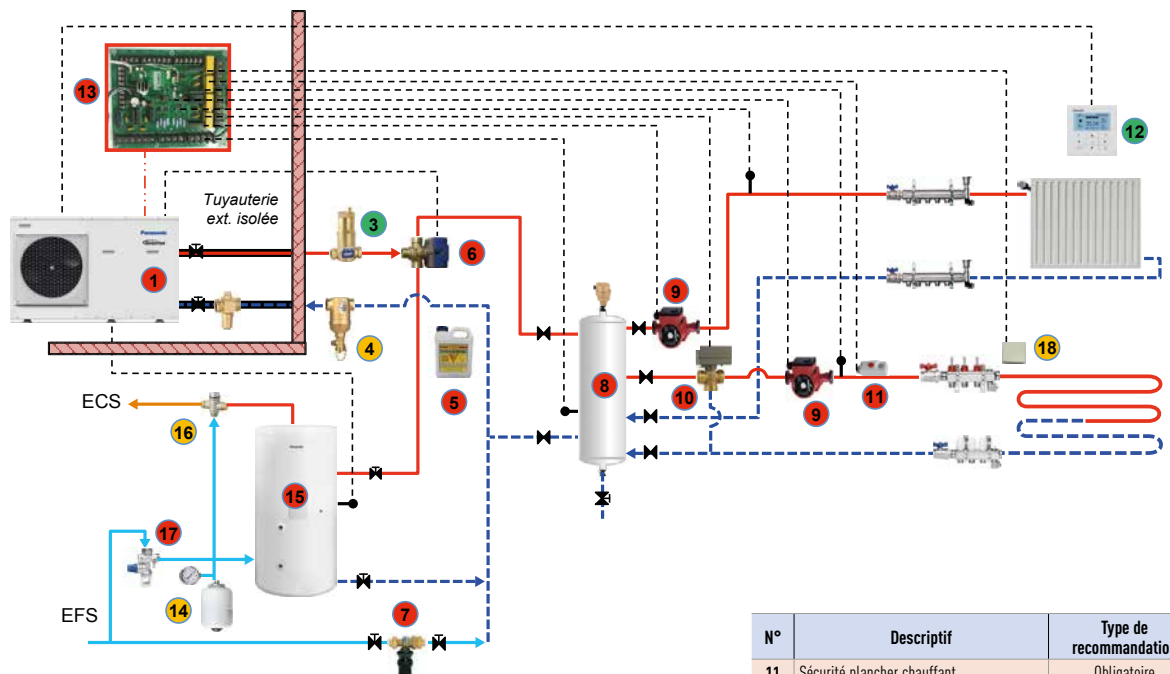 13
12
Tuyauterie
ext. isolée
3
6
Panasonic
1
4
9
18
5
8
10
9
11
ECS
16
15
17
14
EFS
7
N°
Descriptif
Type de
recommandatio
11
Sécurité plancher chauffant
Obligatoire